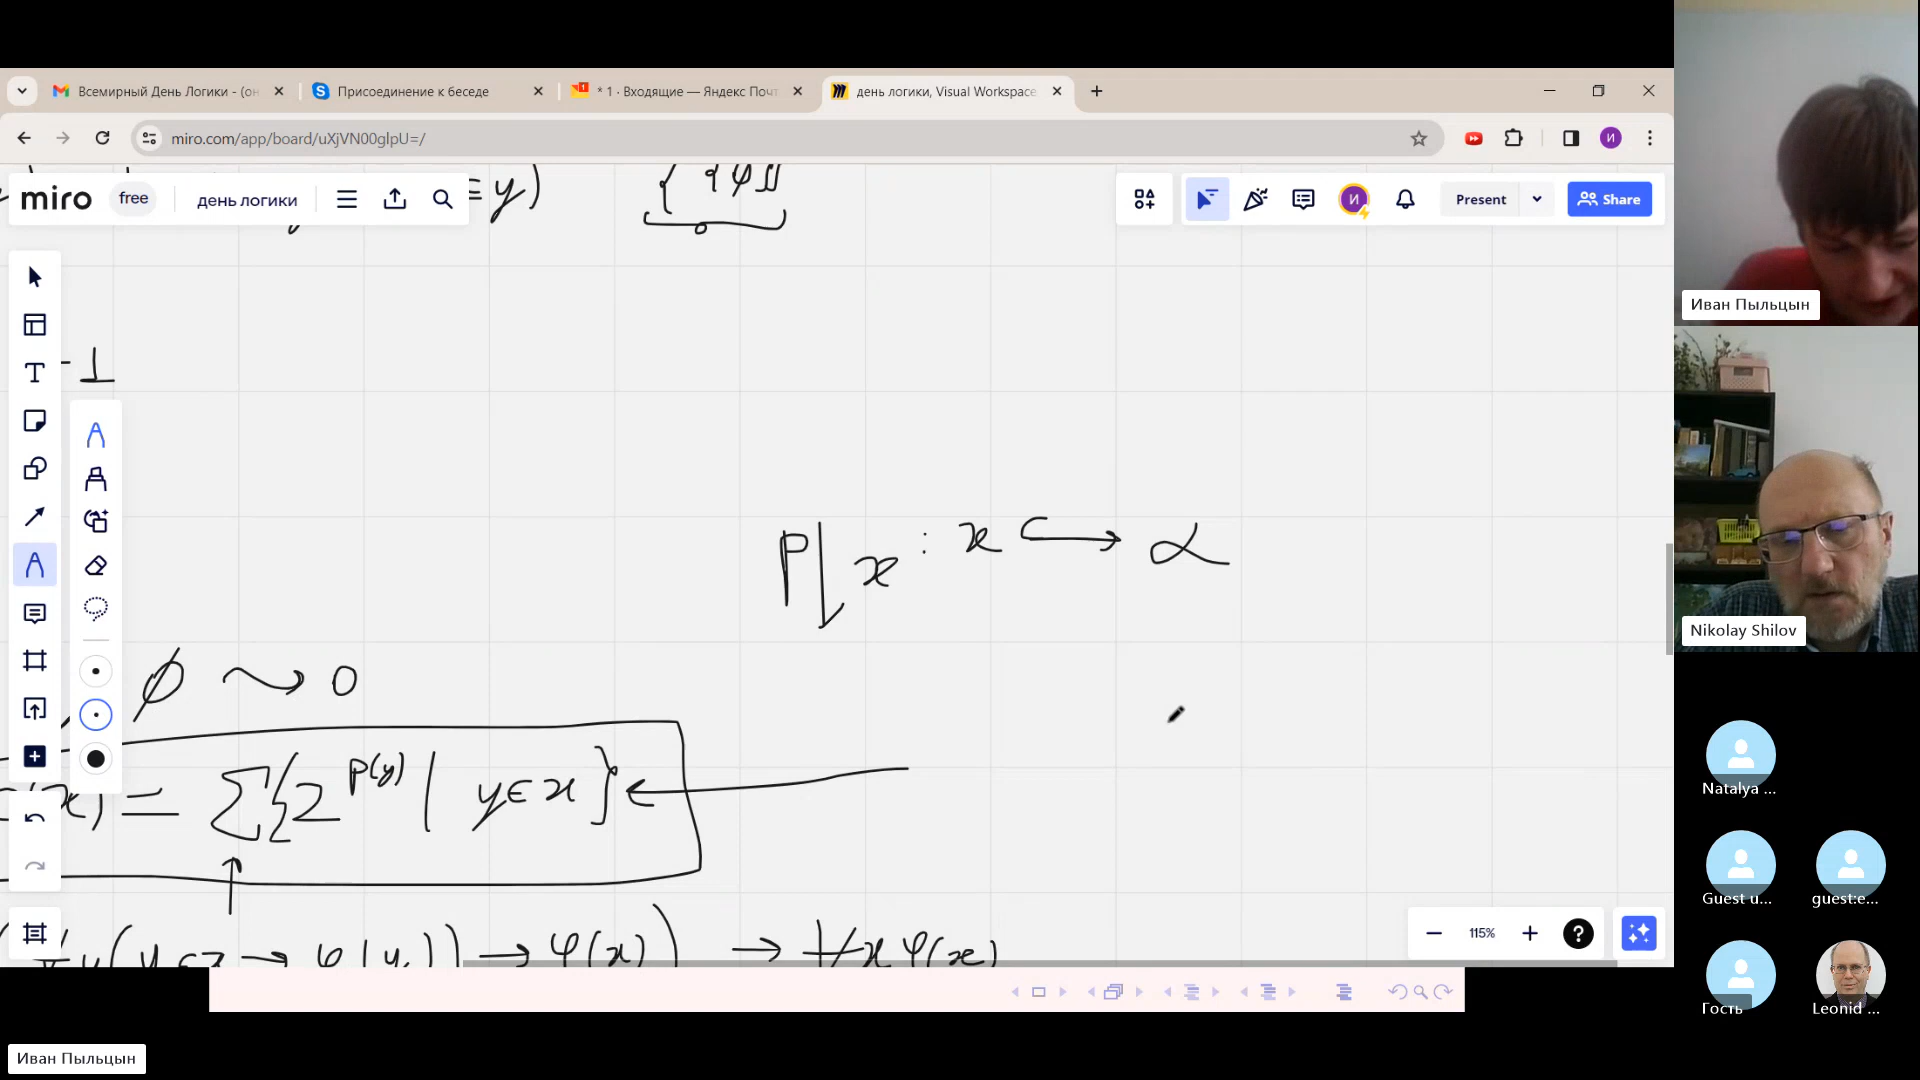 Всемирный День Логики - (он
Присоединение к беседе
* 1 · Входящие — Яндекс Почт
день логики, Visual Workspace
miro.com/app/board/uXjVN00glpU=/
miro free день логики
Present
Share
= y)
{ {φ}}
-1
P↾x : x ↪ α
∅ ⇝ 0
(x) = Σ{2^P(y) | y ∈ x}
∀y(y ∈ x → φ(y)) → φ(x)) → ∀x φ(x)
115%
Иван Пыльцын
Nikolay Shilov
Natalya ...
Guest u...
guest:e...
Гость
Leonid ...
Иван Пыльцын